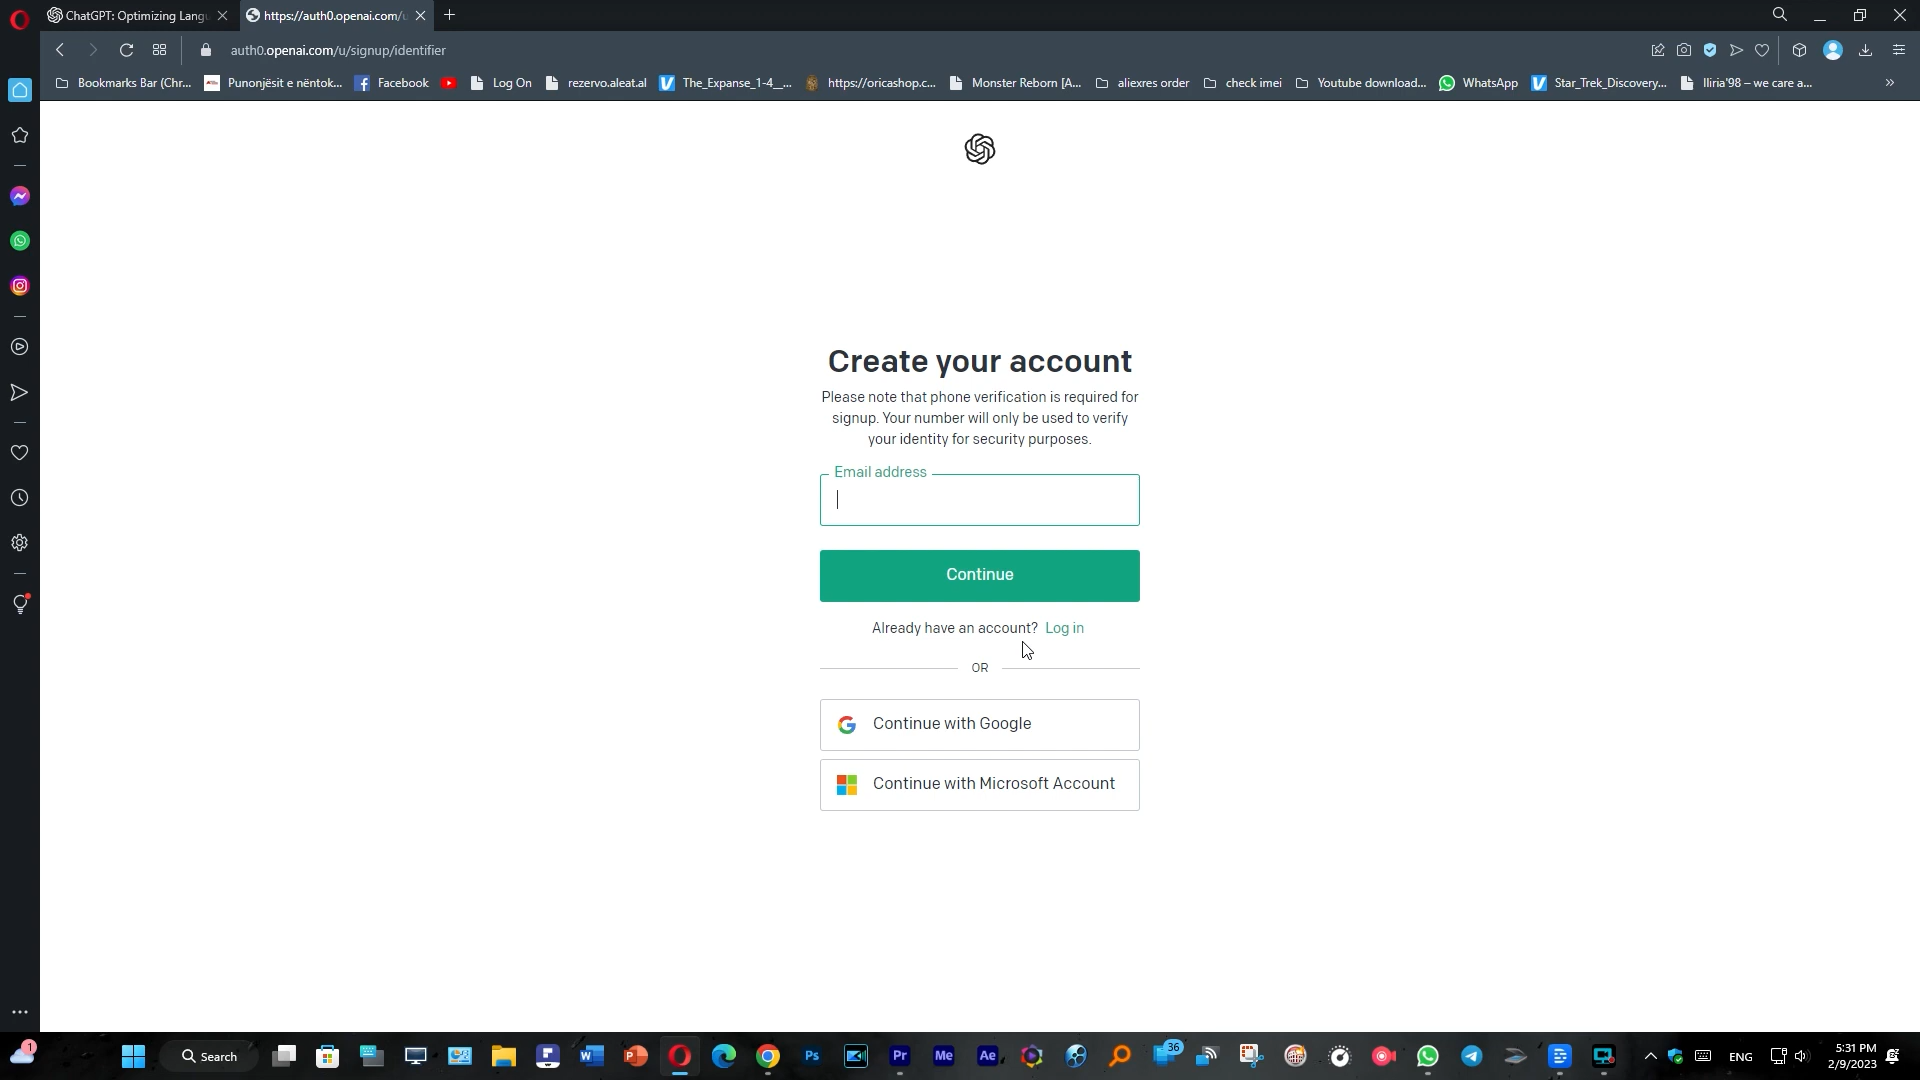 ChatGPT: Optimizing Langu
https://auth0.openai.com/u
auth0.openai.com/u/signup/identifier
Bookmarks Bar (Chr... Punonjësit e nëntok... Facebook Log On rezervo.aleat.al The_Expanse_1-4_... https://oricashop.c... Monster Reborn [A... aliexres order check imei Youtube download... WhatsApp Star_Trek_Discovery... Iliria'98 – we care a...
Create your account
Please note that phone verification is required for
signup. Your number will only be used to verify
your identity for security purposes.
Email address
Continue
Already have an account? Log in
OR
Continue with Google
Continue with Microsoft Account
1
Search
Ps
Pr
Me
Ae
36
ENG
5:31 PM
2/9/2023